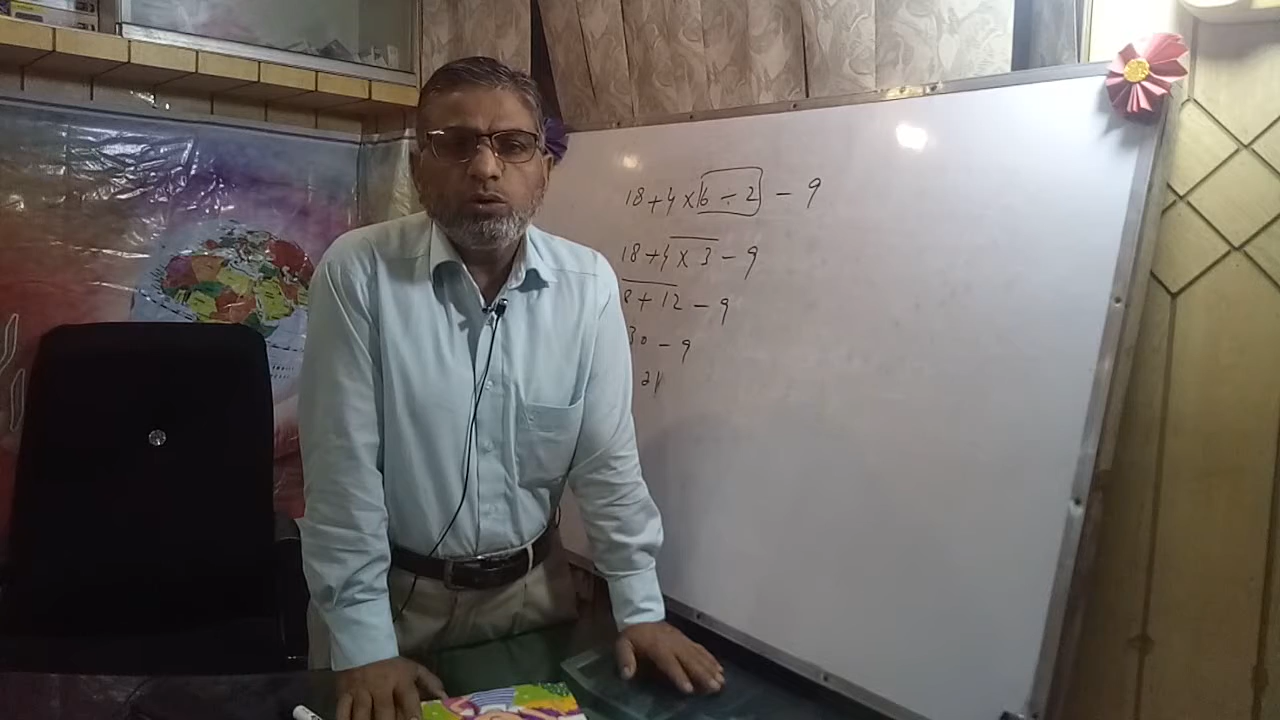 18 + 4 × 6 ÷ 2 - 9
18 + 4 × 3 - 9
8 + 12 - 9
30 - 9
21